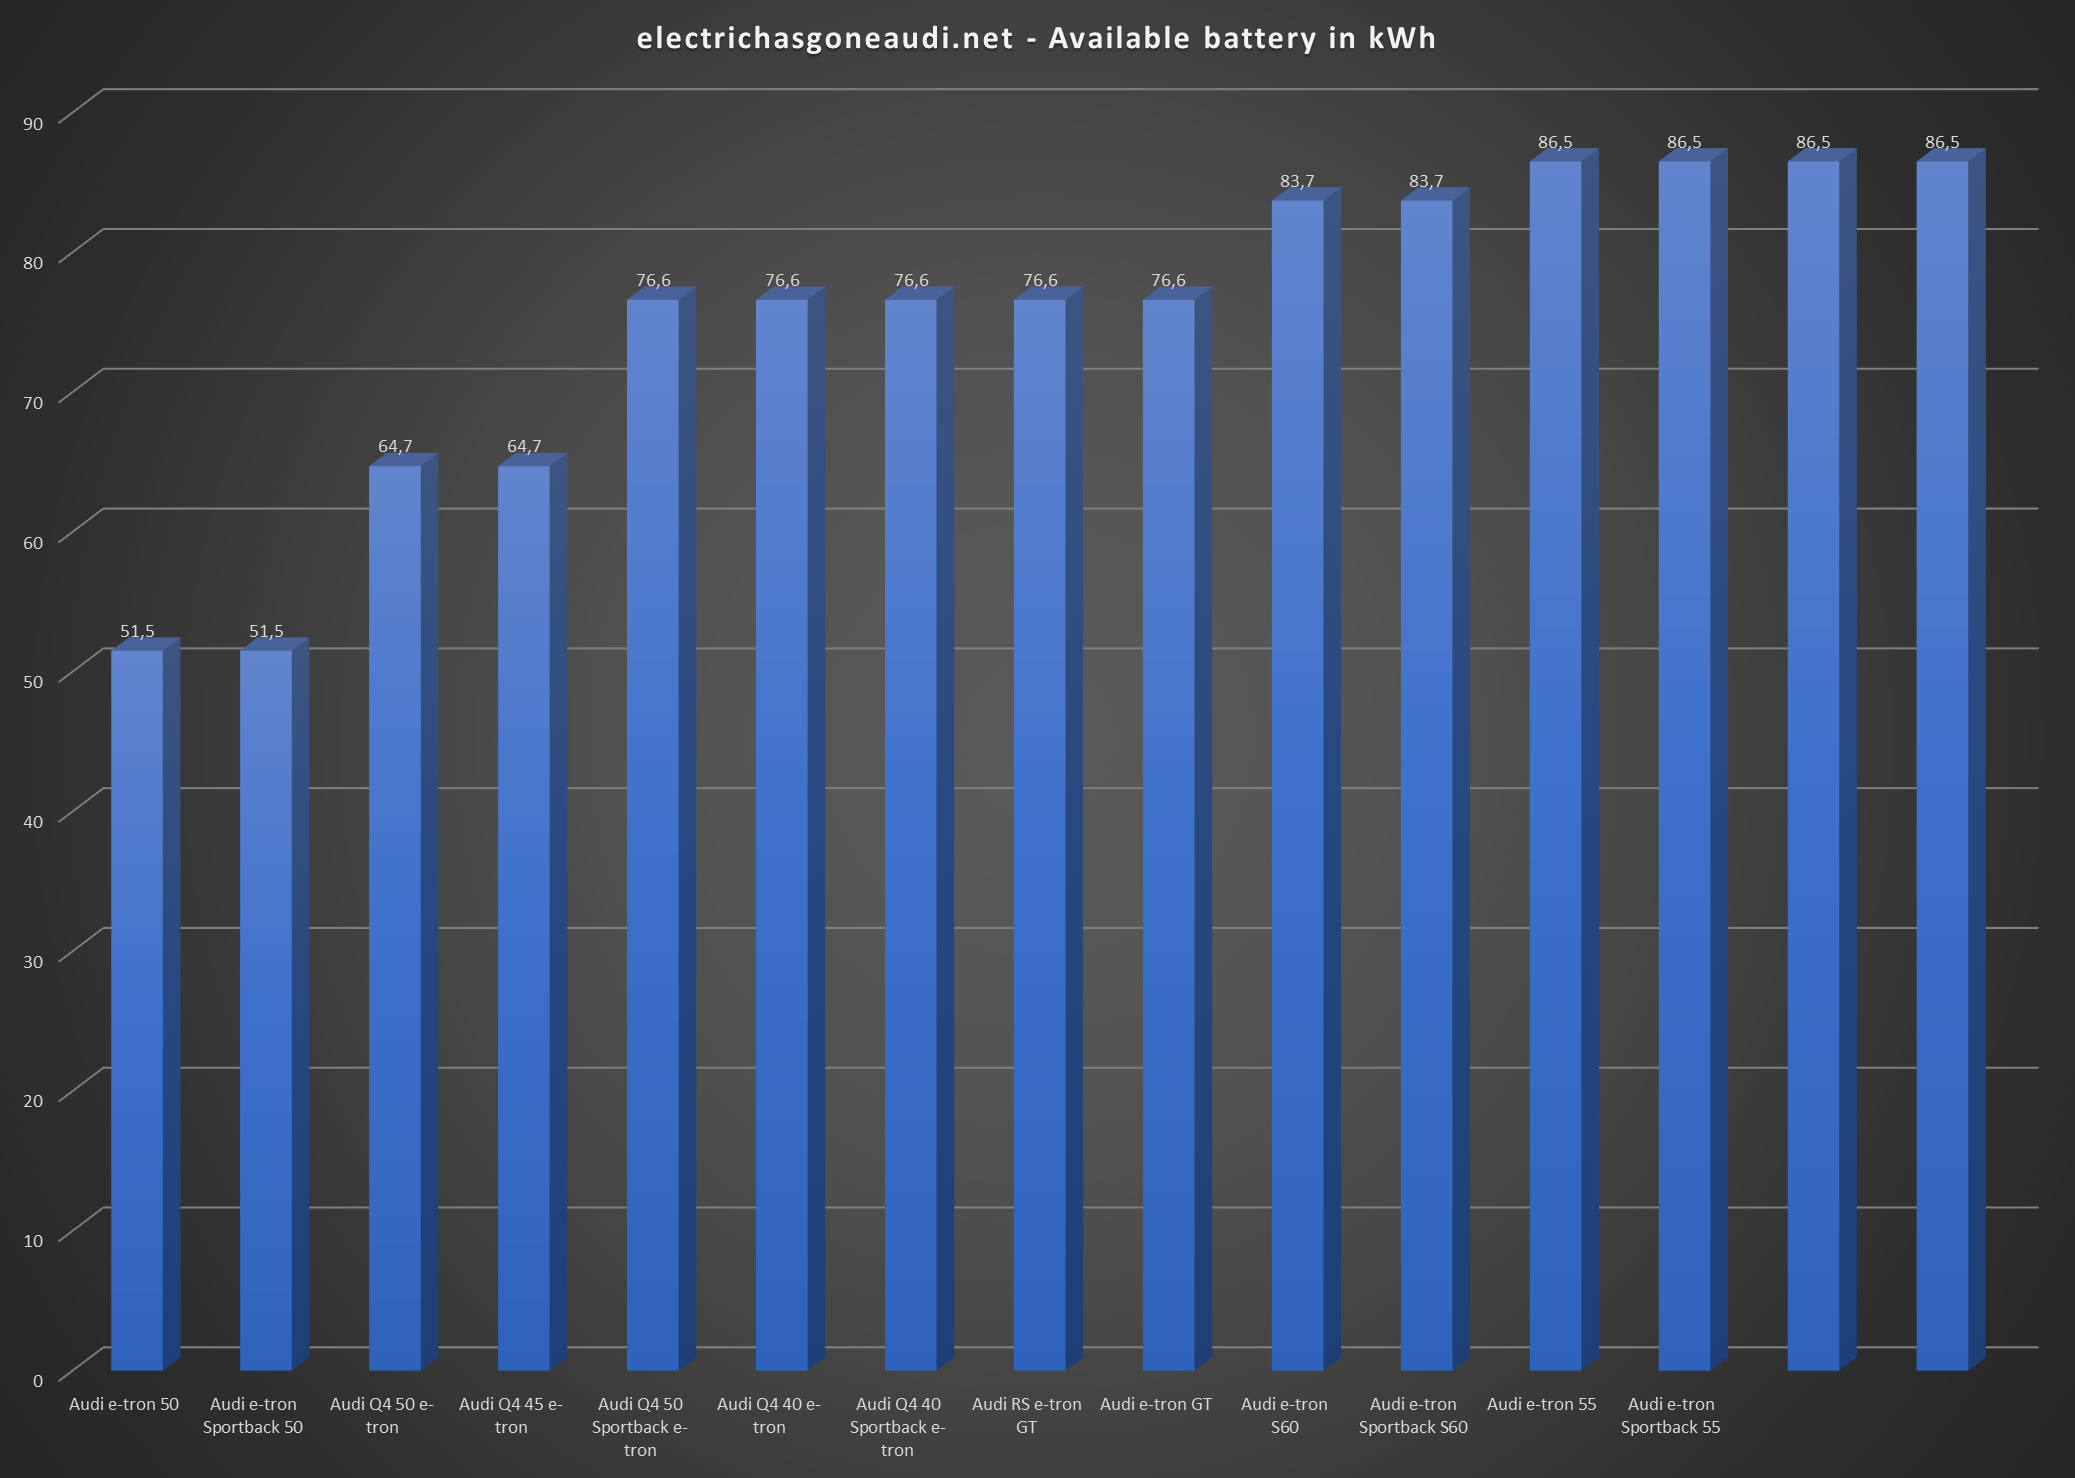 electrichasgoneaudi.net - Available battery in kWh
90
80
70
60
50
40
30
20
10
0
51,5
51,5
64,7
64,7
76,6
76,6
76,6
76,6
76,6
83,7
83,7
86,5
86,5
86,5
86,5
Audi e-tron 50
Audi e-tron
Sportback 50
Audi Q4 50 e-
tron
Audi Q4 45 e-
tron
Audi Q4 50
Sportback e-
tron
Audi Q4 40 e-
tron
Audi Q4 40
Sportback e-
tron
Audi RS e-tron
GT
Audi e-tron GT
Audi e-tron
S60
Audi e-tron
Sportback S60
Audi e-tron 55
Audi e-tron
Sportback 55